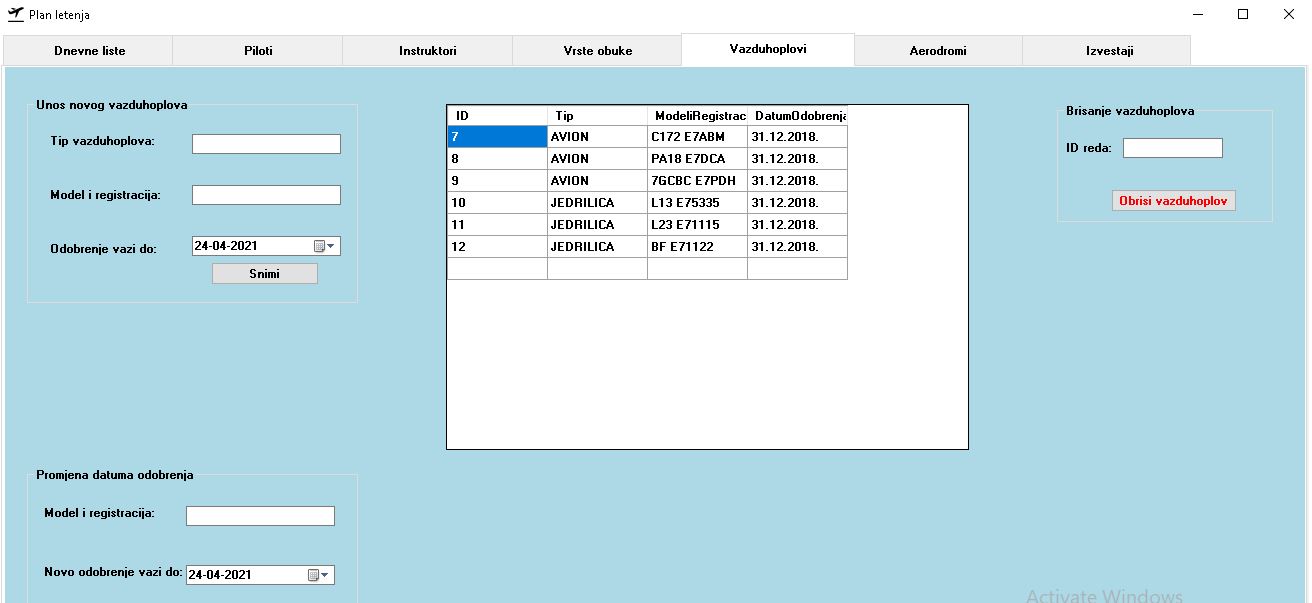 Plan letenja
Dnevne liste Piloti Instruktori Vrste obuke Vazduhoplovi Aerodromi Izvestaji
Unos novog vazduhoplova
Tip vazduhoplova:
Model i registracija:
Odobrenje vazi do: 24-04-2021
Snimi
ID Tip ModeliRegistrac DatumOdobrenja
7 AVION C172 E7ABM 31.12.2018.
8 AVION PA18 E7DCA 31.12.2018.
9 AVION 7GCBC E7PDH 31.12.2018.
10 JEDRILICA L13 E75335 31.12.2018.
11 JEDRILICA L23 E71115 31.12.2018.
12 JEDRILICA BF E71122 31.12.2018.
Brisanje vazduhoplova
ID reda:
Obrisi vazduhoplov
Promjena datuma odobrenja
Model i registracija:
Novo odobrenje vazi do: 24-04-2021
Activate Windows